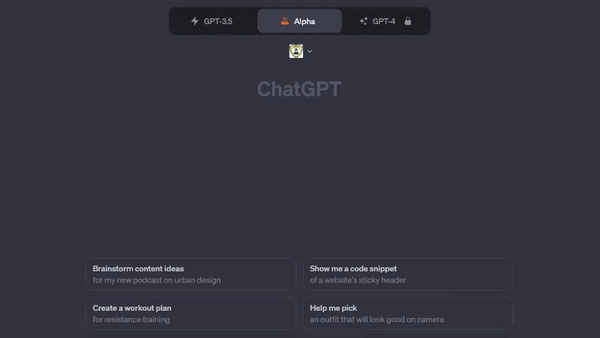 GPT-3.5
Alpha
GPT-4
ChatGPT
Brainstorm content ideas
for my new podcast on urban design
Show me a code snippet
of a website's sticky header
Create a workout plan
for resistance training
Help me pick
an outfit that will look good on camera